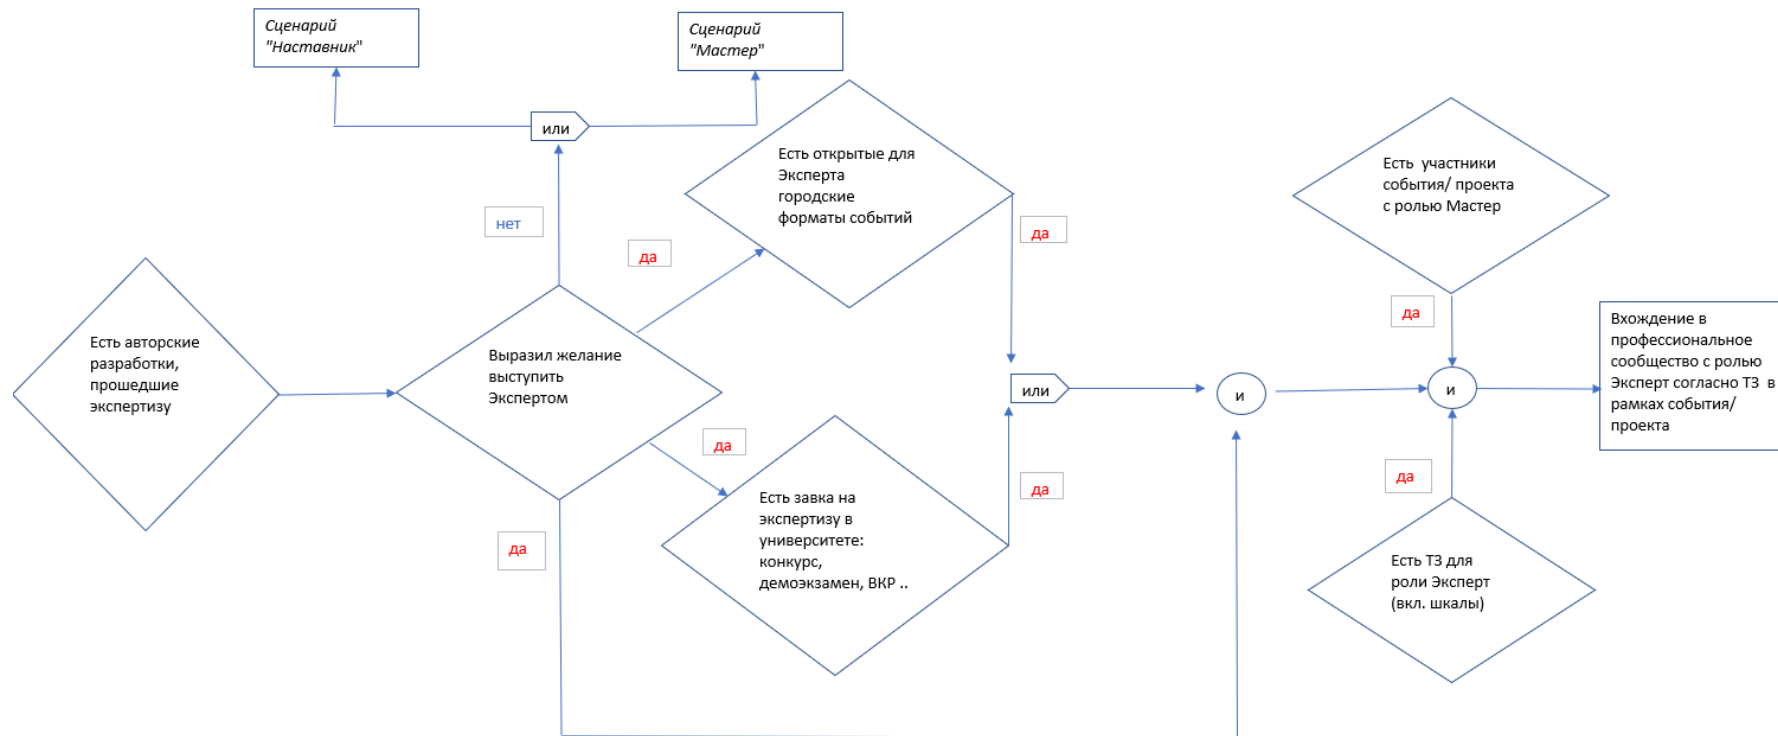 Сценарий
"Наставник"
Сценарий
"Мастер"
или
нет
Есть открытые для
Эксперта
городские
форматы событий
да
да
Есть участники
события/ проекта
с ролью Мастер
да
Есть авторские
разработки,
прошедшие
экспертизу
Выразил желание
выступить
Экспертом
или
и
и
Вхождение в
профессиональное
сообщество с ролью
Эксперт согласно ТЗ в
рамках события/
проекта
да
да
да
да
Есть завка на
экспертизу в
университете:
конкурс,
демоэкзамен, ВКР ..
Есть ТЗ для
роли Эксперт
(вкл. шкалы)